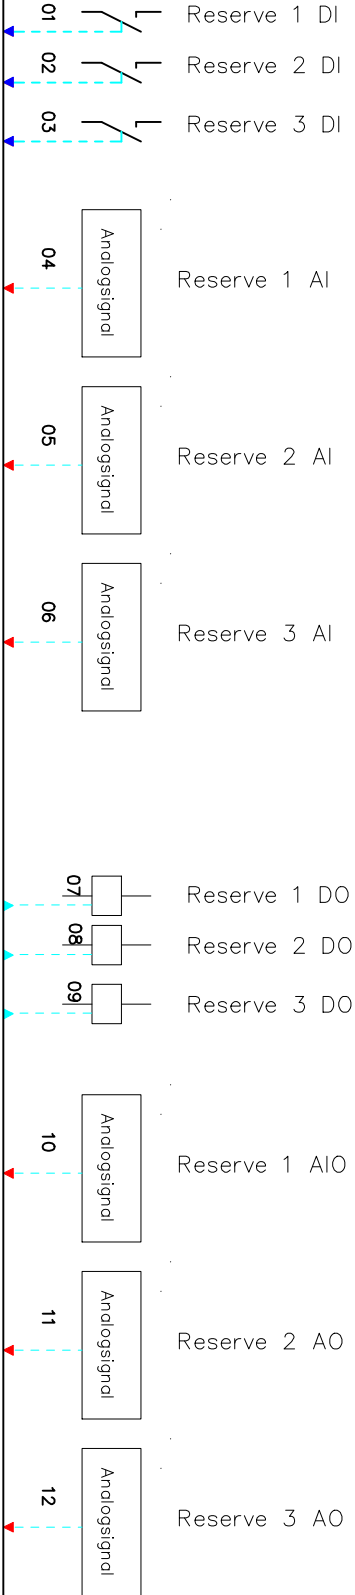 01 Reserve 1 DI
02 Reserve 2 DI
03 Reserve 3 DI
04 Analogsignal Reserve 1 AI
05 Analogsignal Reserve 2 AI
06 Analogsignal Reserve 3 AI
07 Reserve 1 DO
08 Reserve 2 DO
09 Reserve 3 DO
10 Analogsignal Reserve 1 AIO
11 Analogsignal Reserve 2 AO
12 Analogsignal Reserve 3 AO